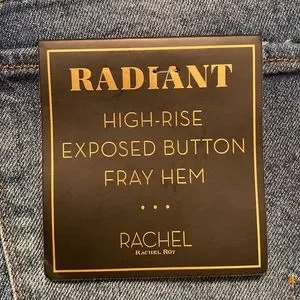 RADIANT
HIGH-RISE
EXPOSED BUTTON
FRAY HEM
...
RACHEL
RACHEL ROY